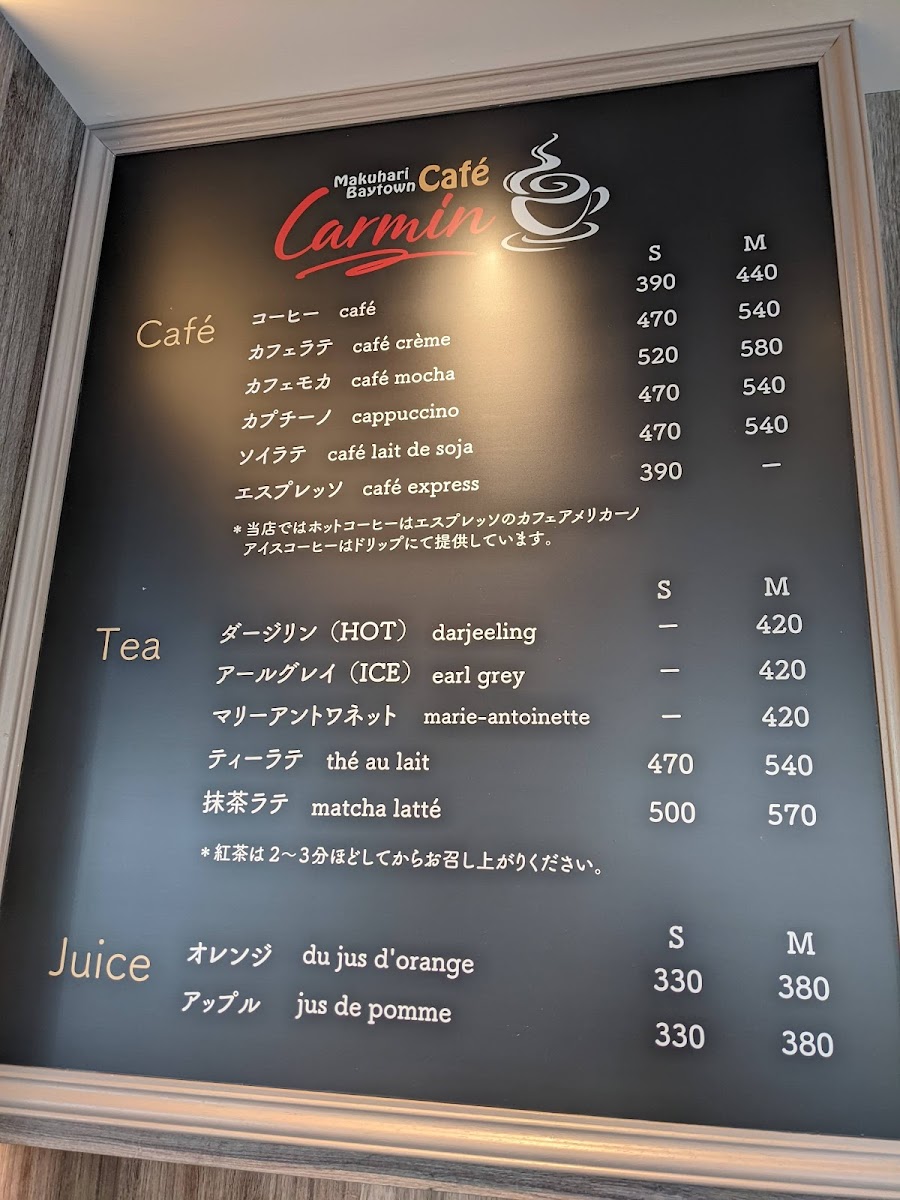 Makuhari Baytown Café
Carmin
S M
Café
コーヒー café 390 440
カフェラテ café crème 470 540
カフェモカ café mocha 520 580
カプチーノ cappuccino 470 540
ソイラテ café lait de soja 470 540
エスプレッソ café express 390 —
*当店ではホットコーヒーはエスプレッソのカフェアメリカーノ
アイスコーヒーはドリップにて提供しています。
S M
Tea
ダージリン（HOT） darjeeling — 420
アールグレイ（ICE） earl grey — 420
マリーアントワネット marie-antoinette — 420
ティーラテ thé au lait 470 540
抹茶ラテ matcha latté 500 570
*紅茶は2～3分ほどしてからお召し上がりください。
S M
Juice
オレンジ du jus d'orange 330 380
アップル jus de pomme 330 380